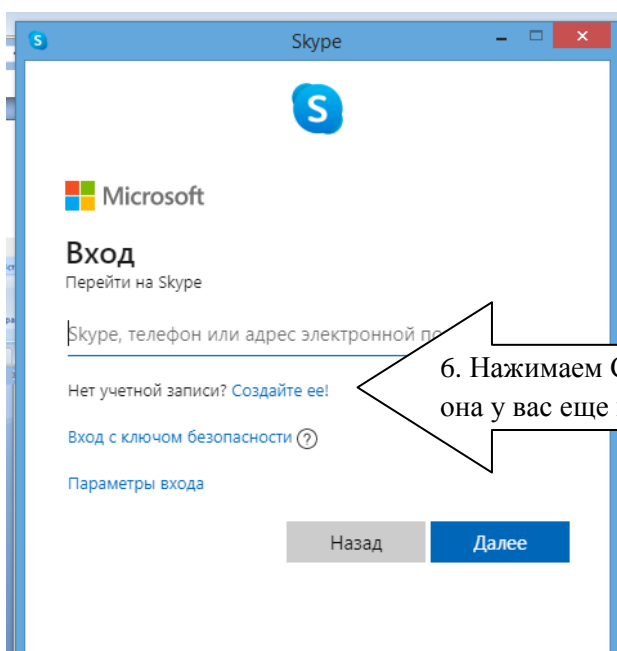 Skype
Microsoft
Вход
Перейти на Skype
Skype, телефон или адрес электронной по
Нет учетной записи? Создайте ее!
6. Нажимаем
она у вас еще
Вход с ключом безопасности ?
Параметры входа
Назад
Далее